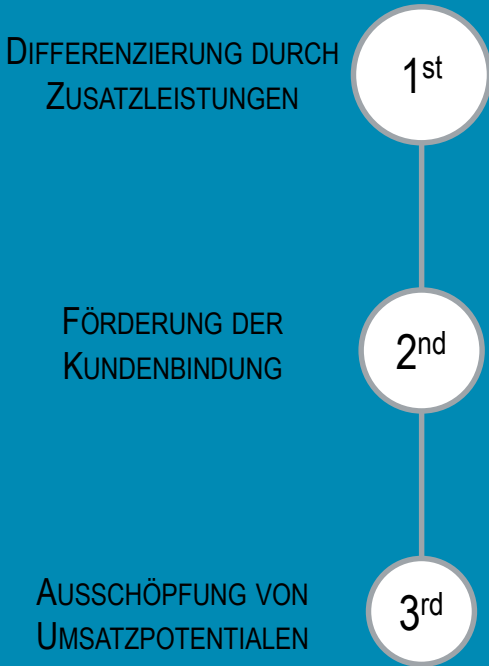 DIFFERENZIERUNG DURCH
ZUSATZLEISTUNGEN
1st
FÖRDERUNG DER
KUNDENBINDUNG
2nd
AUSSCHÖPFUNG VON
UMSATZPOTENTIALEN
3rd